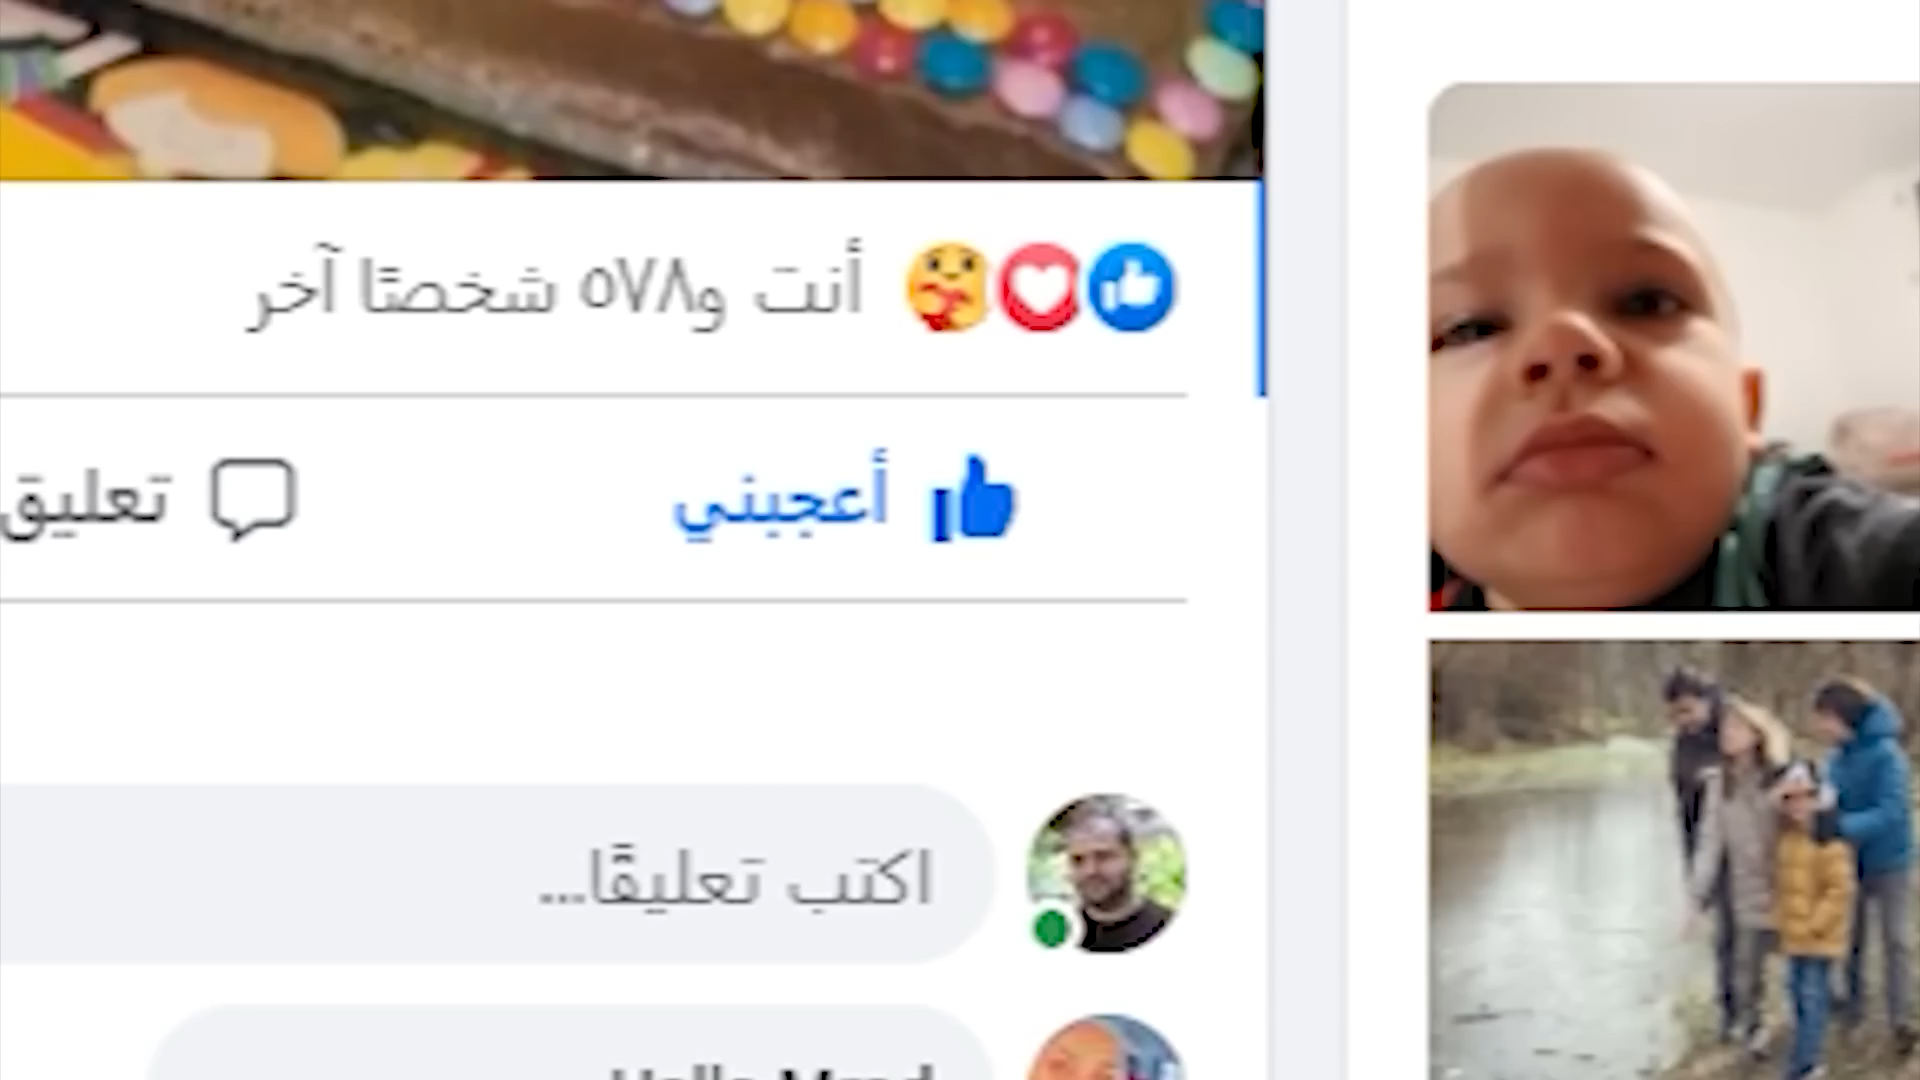 أنت و٥٧٨ شخصًا آخر
أعجبني
تعليق
اكتب تعليقًا...